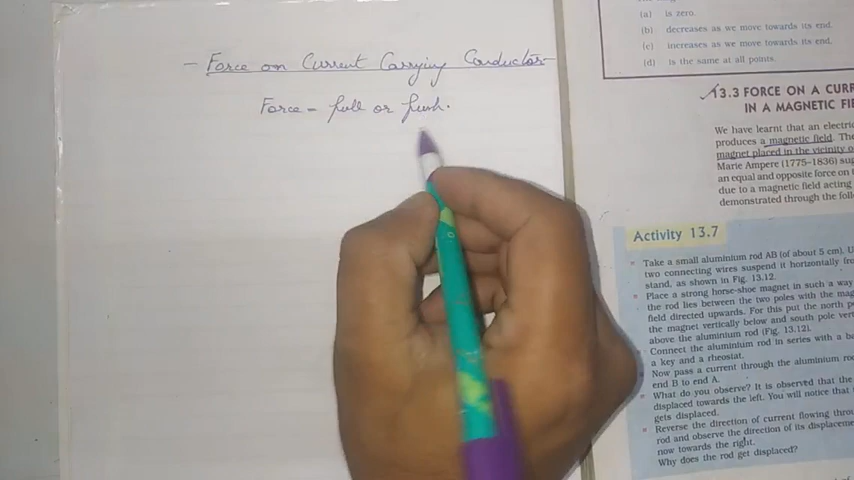 - Force on Current Carrying Conductor-
Force = pull or push.
(a) is zero.
(b) decreases as we move towards its end.
(c) increases as we move towards its end.
(d) is the same at all points.
13.3 FORCE ON A CURR
IN A MAGNETIC FIE
We have learnt that an electric
produces a magnetic field. The
magnet placed in the vicinity o
Marie Ampere (1775–1836) su
an equal and opposite force on t
due to a magnetic field acting
demonstrated through the foll
Activity 13.7
Take a small aluminium rod AB (of about 5 cm). U
two connecting wires suspend it horizontally fro
stand, as shown in Fig. 13.12.
Place a strong horse-shoe magnet in such a way
the rod lies between the two poles with the mag
field directed upwards. For this put the north p
the magnet vertically below and south pole vert
above the aluminium rod (Fig. 13.12).
Connect the aluminium rod in series with a ba
a key and a rheostat.
Now pass a current through the aluminium rod
end B to end A.
What do you observe? It is observed that the
displaced towards the left. You will notice that
gets displaced.
Reverse the direction of current flowing throu
rod and observe the direction of its displaceme
now towards the right.
Why does the rod get displaced?